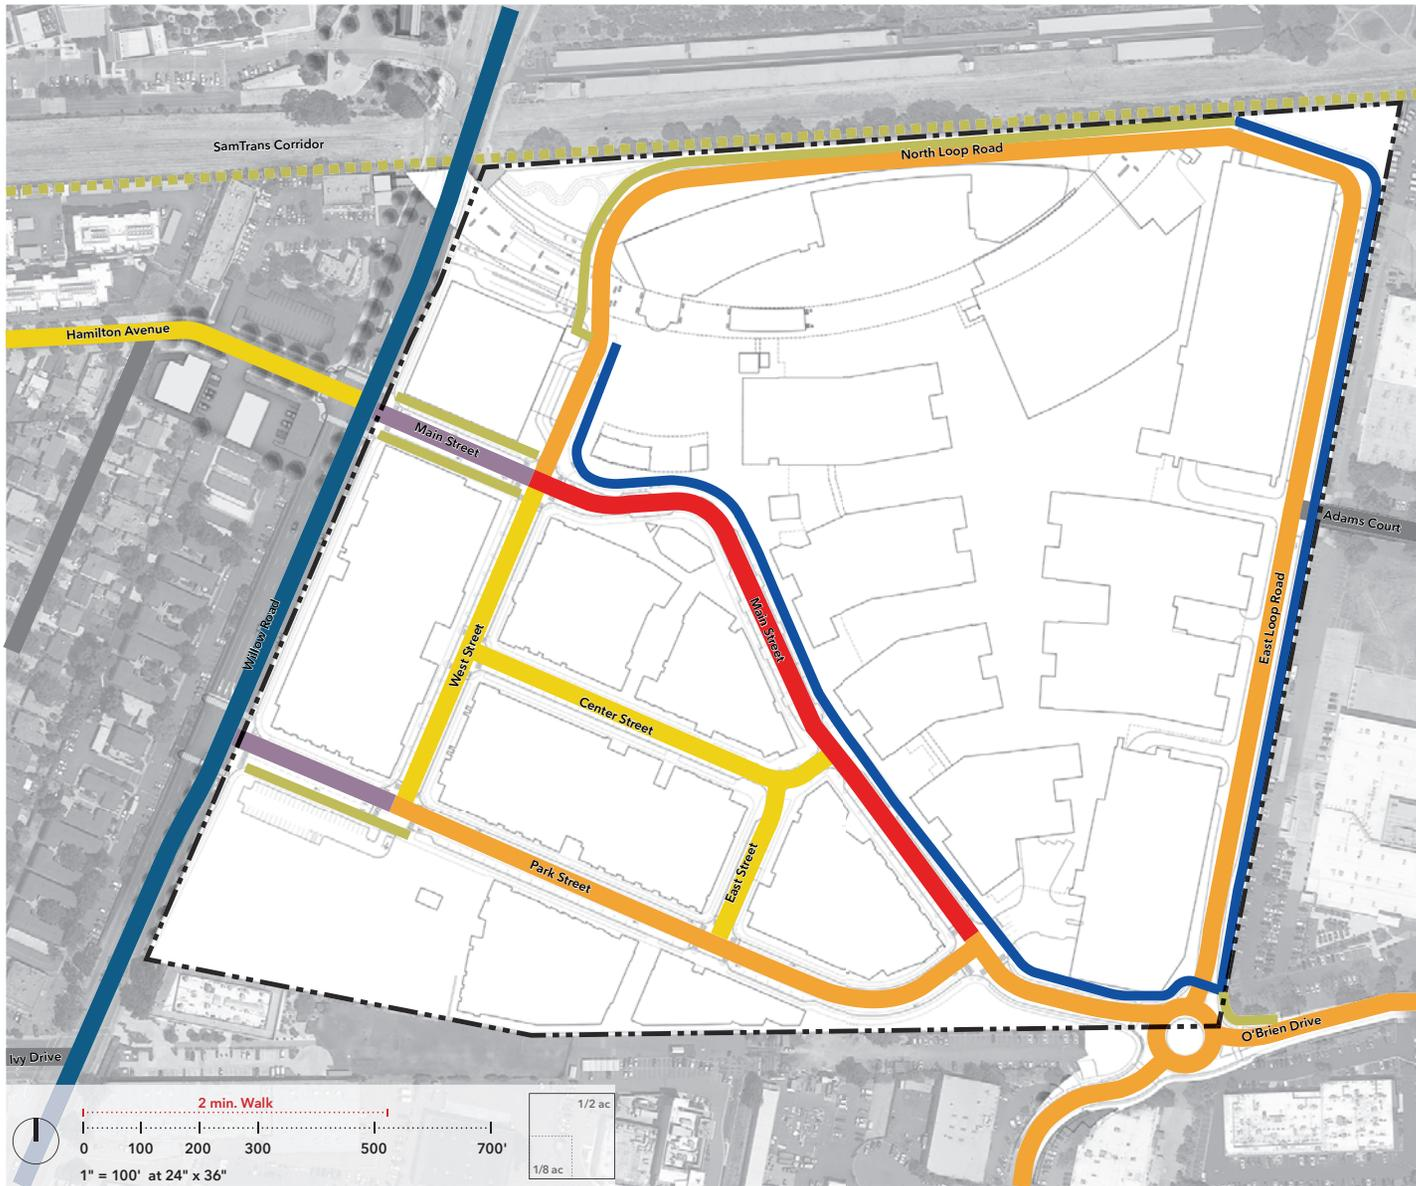 SamTrans Corridor
North Loop Road
Hamilton Avenue
Main Street
Adams Court
Willow Road
West Street
Main Street
East Loop Road
Center Street
Park Street
East Street
O'Brien Drive
Ivy Drive
2 min. Walk
0 100 200 300 500 700'
1" = 100' at 24" x 36"
1/2 ac
1/8 ac